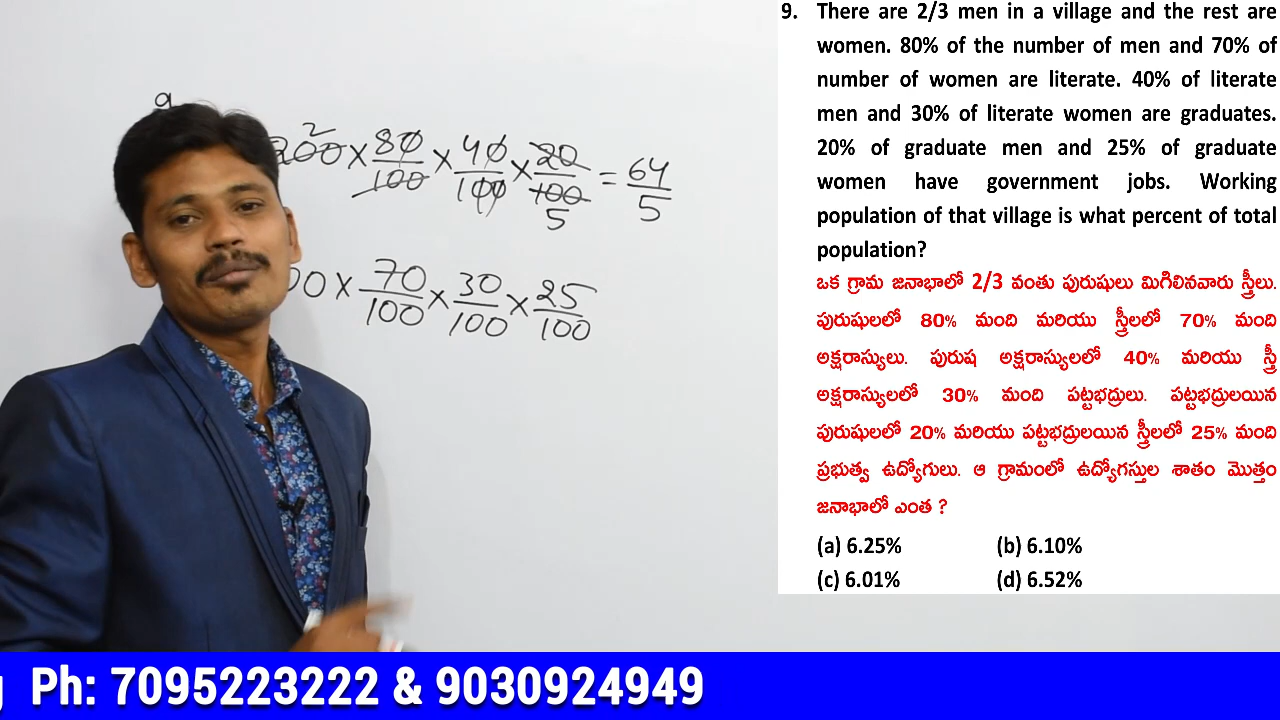 9.
2
200 × 80/100 × 40/100 × 20/100 = 64/5
5
00 × 70/100 × 30/100 × 25/100
9. There are 2/3 men in a village and the rest are
women. 80% of the number of men and 70% of
number of women are literate. 40% of literate
men and 30% of literate women are graduates.
20% of graduate men and 25% of graduate
women have government jobs. Working
population of that village is what percent of total
population?
ఒక గ్రామ జనాభాలో 2/3 వంతు పురుషులు మిగిలినవారు స్త్రీలు.
పురుషులలో 80% మంది మరియు స్త్రీలలో 70% మంది
అక్షరాస్యులు. పురుష అక్షరాస్యులలో 40% మరియు స్త్రీ
అక్షరాస్యులలో 30% మంది పట్టభద్రులు. పట్టభద్రులయిన
పురుషులలో 20% మరియు పట్టభద్రులయిన స్త్రీలలో 25% మంది
ప్రభుత్వ ఉద్యోగులు. ఆ గ్రామంలో ఉద్యోగస్తుల శాతం మొత్తం
జనాభాలో ఎంత ?
(a) 6.25% (b) 6.10%
(c) 6.01% (d) 6.52%
Ph: 7095223222 & 9030924949